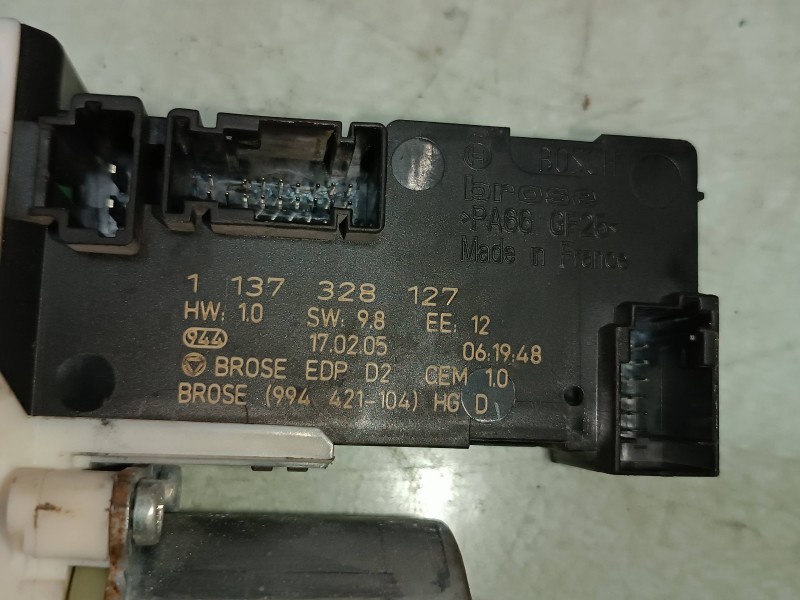 brose
>PA66 GF25<
Made in France
1 137 328 127
HW: 1.0 SW: 9.8 EE: 12
944 17.02.05 06:19:48
BROSE EDP D2 CEM 1.0
BROSE (994 421-104) HG D